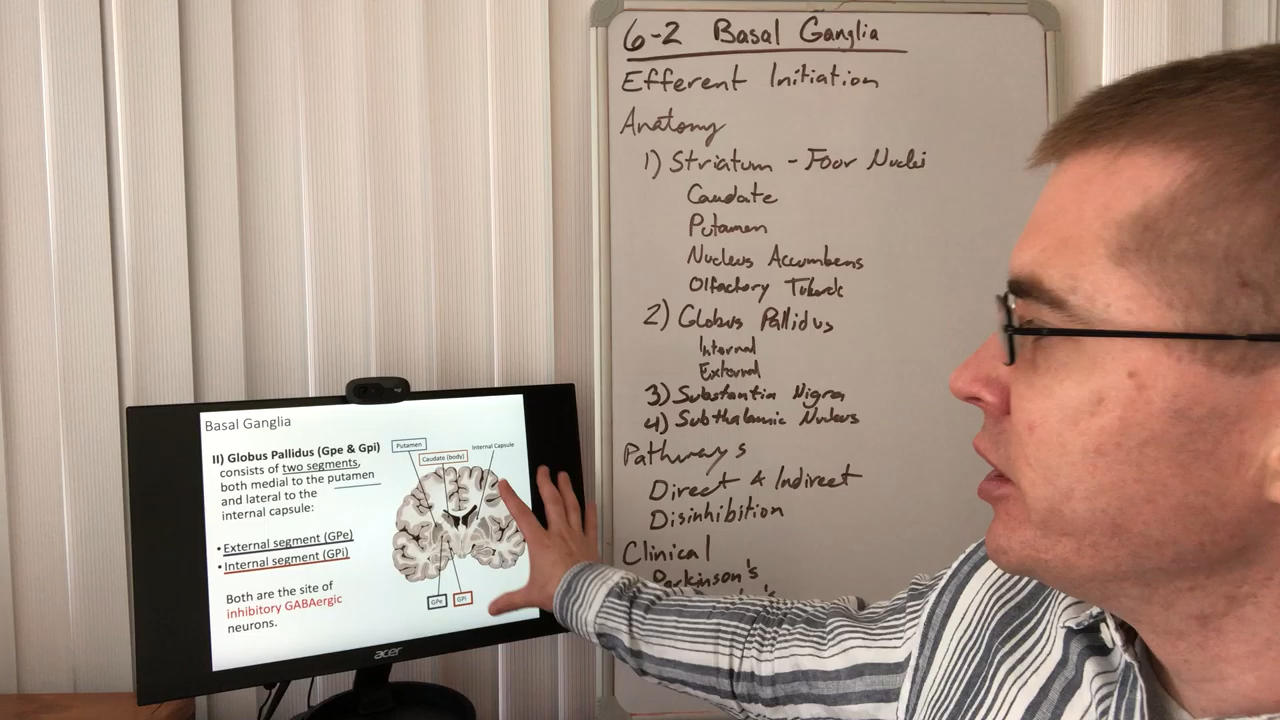 6-2 Basal Ganglia
Efferent Initiation
Anatomy
1) Striatum - Four Nuclei
Caudate
Putamen
Nucleus Accumbens
Olfactory
2) Globus Pallidus
Internal
External
3) Substantia Nigra
4) Subthalamic Nucleus
Pathways
Direct & Indirect
Disinhibition
Clinical
Parkinson's
Basal Ganglia
II) Globus Pallidus (Gpe & Gpi)
consists of two segments,
both medial to the putamen
and lateral to the
internal capsule:
• External segment (GPe)
• Internal segment (GPi)
Both are the site of
inhibitory GABAergic
neurons.
Putamen
Caudate (body)
Internal Capsule
GPe
GPi
acer